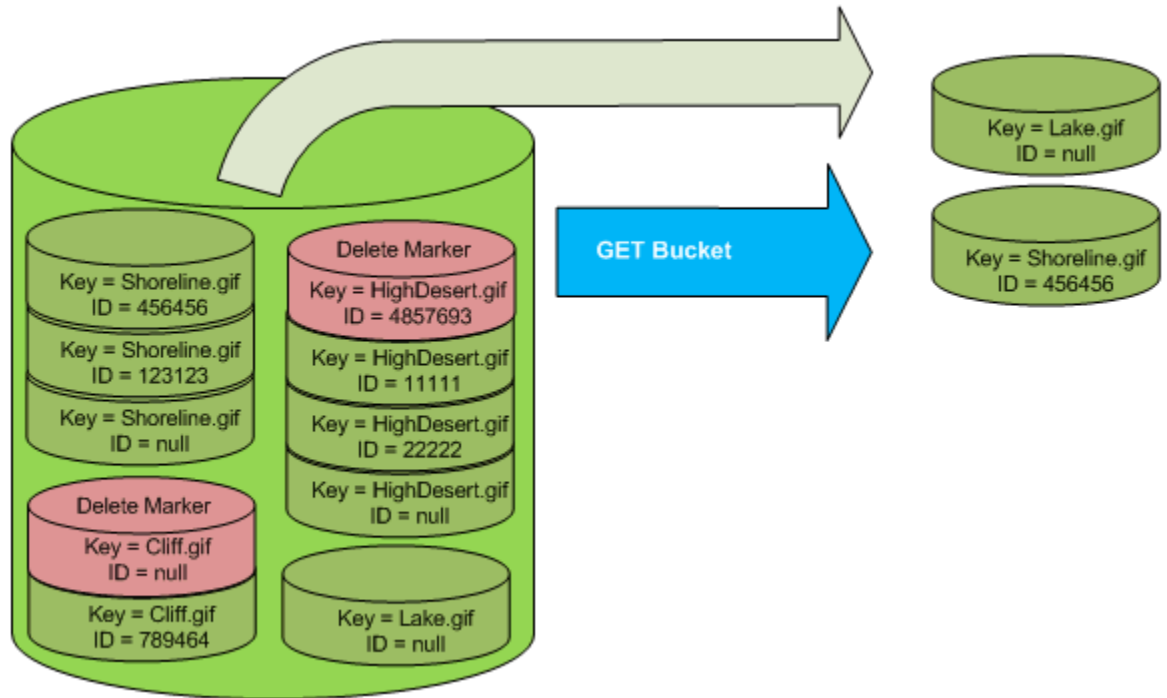 Key = Shoreline.gif
ID = 456456
Key = Shoreline.gif
ID = 123123
Key = Shoreline.gif
ID = null
Delete Marker
Key = Cliff.gif
ID = null
Key = Cliff.gif
ID = 789464
Delete Marker
Key = HighDesert.gif
ID = 4857693
Key = HighDesert.gif
ID = 11111
Key = HighDesert.gif
ID = 22222
Key = HighDesert.gif
ID = null
Key = Lake.gif
ID = null
GET Bucket
Key = Lake.gif
ID = null
Key = Shoreline.gif
ID = 456456